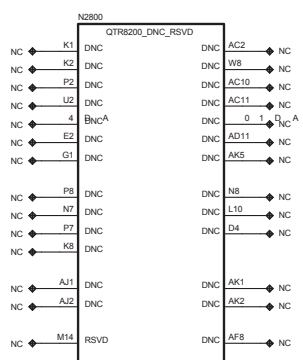 N2800
QTR8200_DNC_RSVD
NC K1 DNC DNC AC2 NC
NC K2 DNC DNC W8 NC
NC P2 DNC DNC AC10 NC
NC U2 DNC DNC AC11 NC
NC 4 DNC D_A DNC 0 1 D_A NC
NC E2 DNC DNC AD11 NC
NC G1 DNC DNC AK5 NC
NC P8 DNC DNC N8 NC
NC N7 DNC DNC L10 NC
NC P7 DNC DNC D4 NC
NC K8 DNC
NC AJ1 DNC DNC AK1 NC
NC AJ2 DNC DNC AK2 NC
NC M14 RSVD DNC AF8 NC